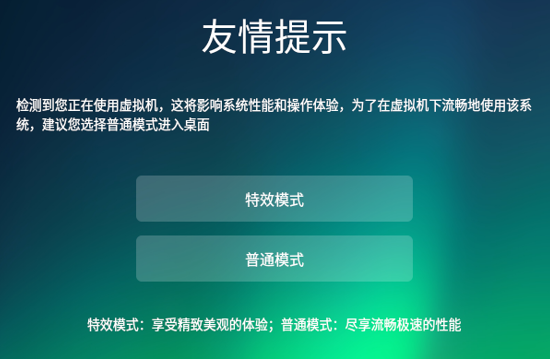 友情提示
检测到您正在使用虚拟机，这将影响系统性能和操作体验，为了在虚拟机下流畅地使用该系
统，建议您选择普通模式进入桌面
特效模式
普通模式
特效模式：享受精致美观的体验；普通模式：尽享流畅极速的性能